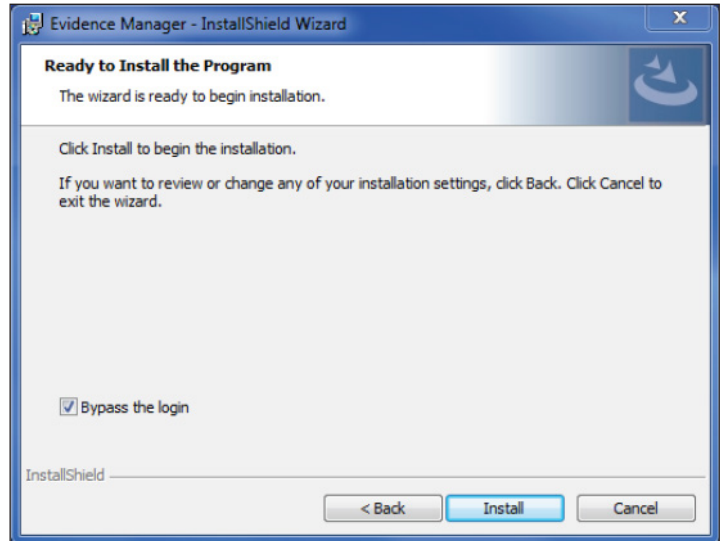 Evidence Manager - InstallShield Wizard
Ready to Install the Program
The wizard is ready to begin installation.
Click Install to begin the installation.
If you want to review or change any of your installation settings, click Back. Click Cancel to
exit the wizard.
Bypass the login
InstallShield
< Back Install Cancel